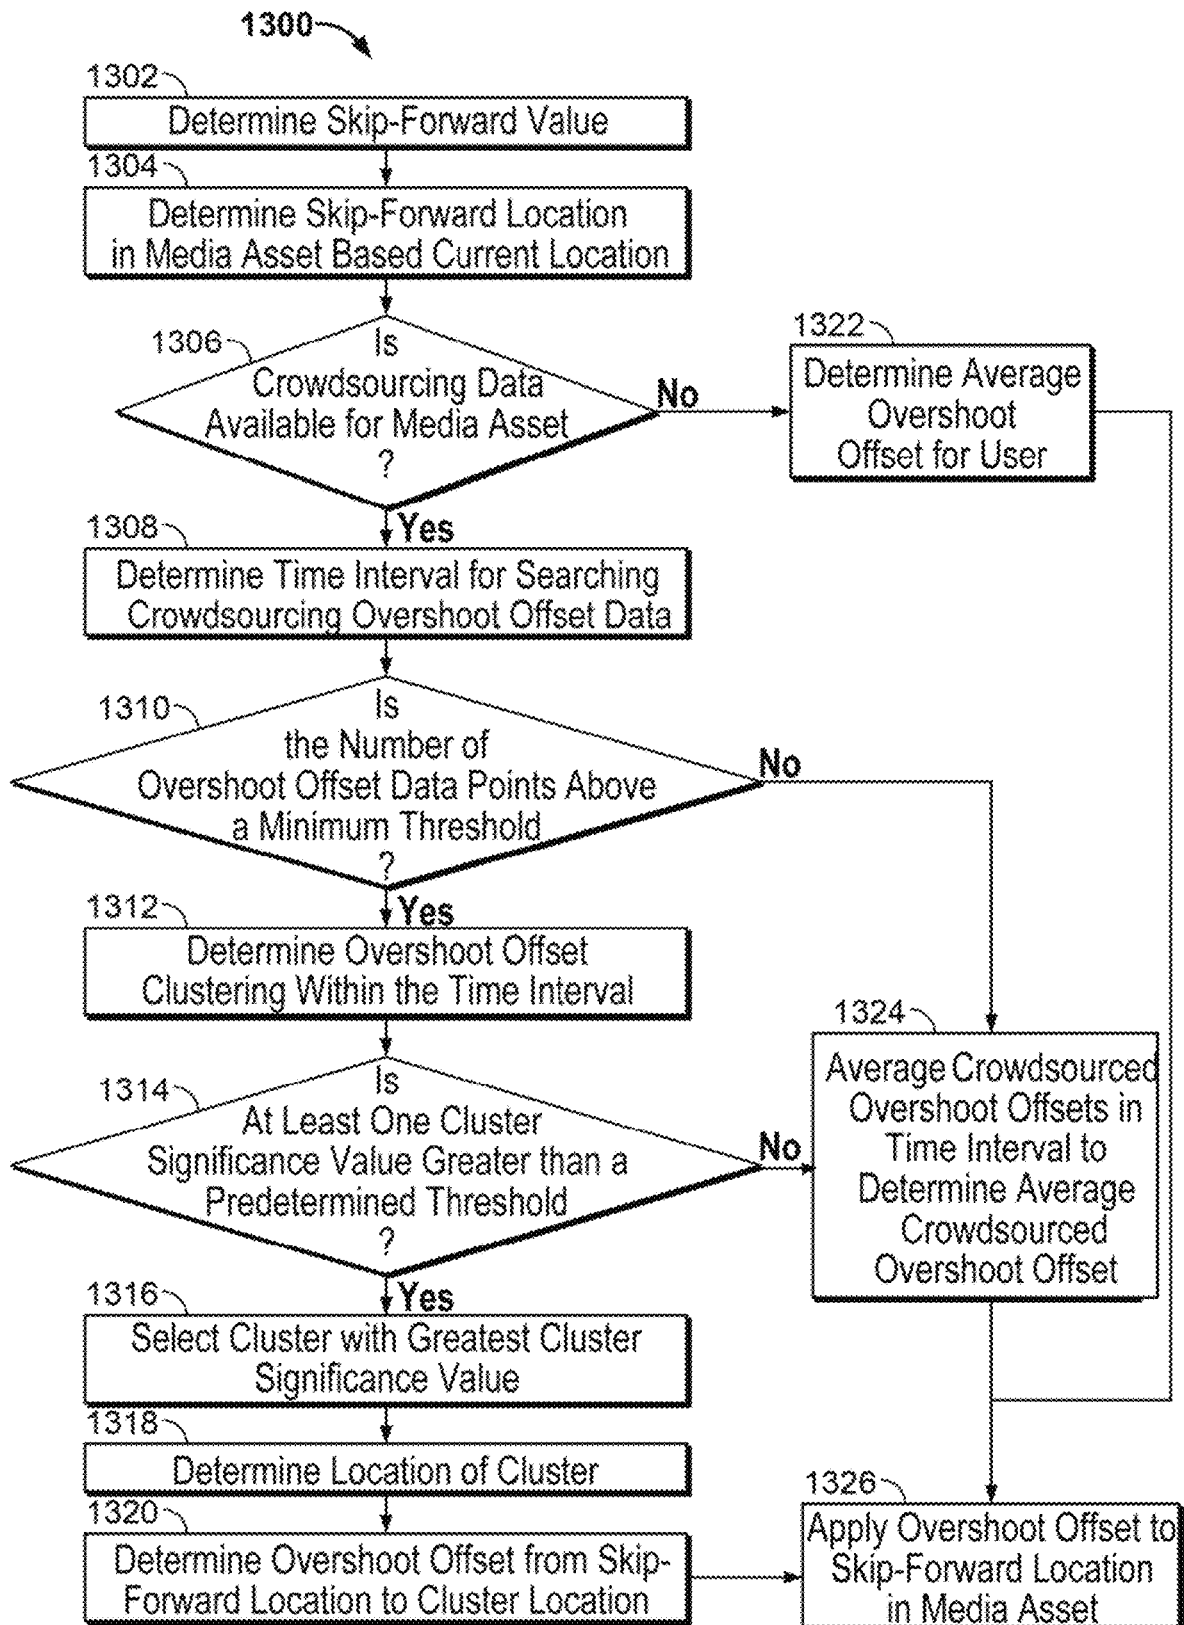 1300
1302
Determine Skip-Forward Value
1304
Determine Skip-Forward Location
in Media Asset Based Current Location
1306
Is
Crowdsourcing Data
Available for Media Asset
?
No
1322
Determine Average
Overshoot
Offset for User
Yes
1308
Determine Time Interval for Searching
Crowdsourcing Overshoot Offset Data
1310
Is
the Number of
Overshoot Offset Data Points Above
a Minimum Threshold
?
No
Yes
1312
Determine Overshoot Offset
Clustering Within the Time Interval
1314
Is
At Least One Cluster
Significance Value Greater than a
Predetermined Threshold
?
No
1324
Average Crowdsourced
Overshoot Offsets in
Time Interval to
Determine Average
Crowdsourced
Overshoot Offset
Yes
1316
Select Cluster with Greatest Cluster
Significance Value
1318
Determine Location of Cluster
1320
Determine Overshoot Offset from Skip-
Forward Location to Cluster Location
1326
Apply Overshoot Offset to
Skip-Forward Location
in Media Asset